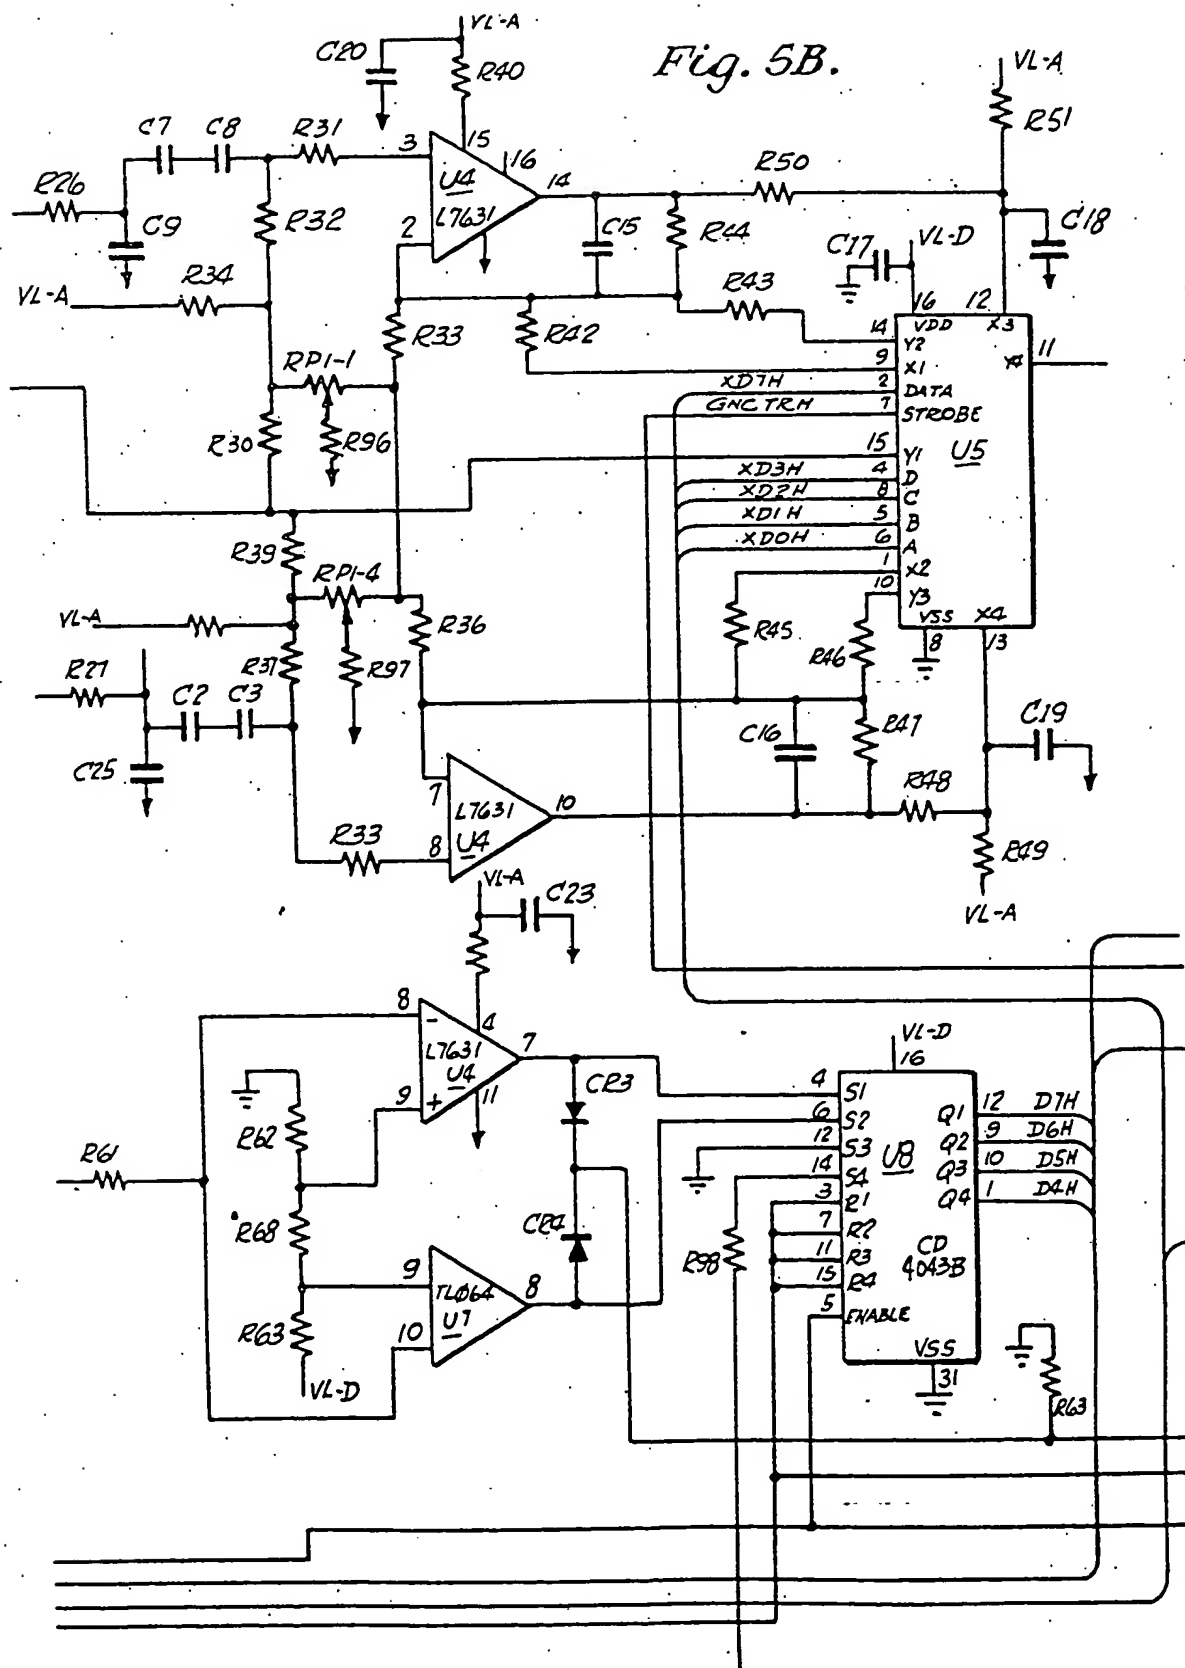 VL-A
C20
R40
Fig. 5B.
VL-A
R51
C7
C8
R31
3
15
16
U4
14
L7631
2
R50
R26
C9
R32
C15
R44
C17
VL-D
C18
R34
VL-A
R43
16
12
VDD
X3
R33
R42
14
Y2
9
X1
11
Y4
RP1-1
XD7H
2
DATA
GNCTRH
7
STROBE
R30
R96
U5
15
Y1
XD3H
4
D
XD2H
8
C
XD1H
5
B
XD0H
6
A
R39
RP1-4
1
X2
10
Y3
VSS
X4
8
13
VL-A
R36
R45
R46
R37
R97
R27
C2
C3
C25
C16
R47
C19
7
L7631
U4
10
R48
R33
8
R49
VL-A
VL-A
C23
8
-
4
L7631
U4
7
9
+
11
CR3
VL-D
16
4
S1
6
S2
12
S3
14
S4
3
R1
7
R2
11
R3
15
R4
5
ENABLE
U8
CD
4043B
VSS
31
Q1
12
D7H
Q2
9
D6H
Q3
10
D5H
Q4
1
D4H
R62
R61
R68
CR4
R98
9
TL064
U7
8
10
R63
VL-D
R63